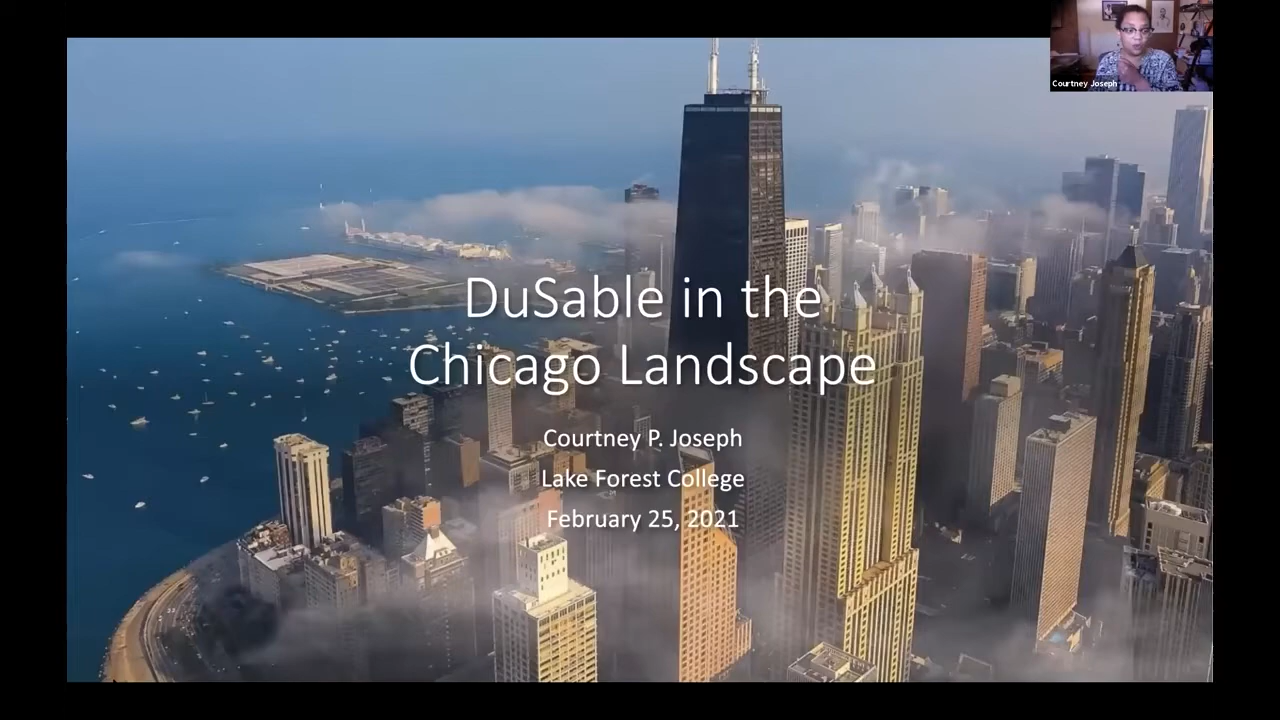 Courtney Joseph
DuSable in the
Chicago Landscape
Courtney P. Joseph
Lake Forest College
February 25, 2021